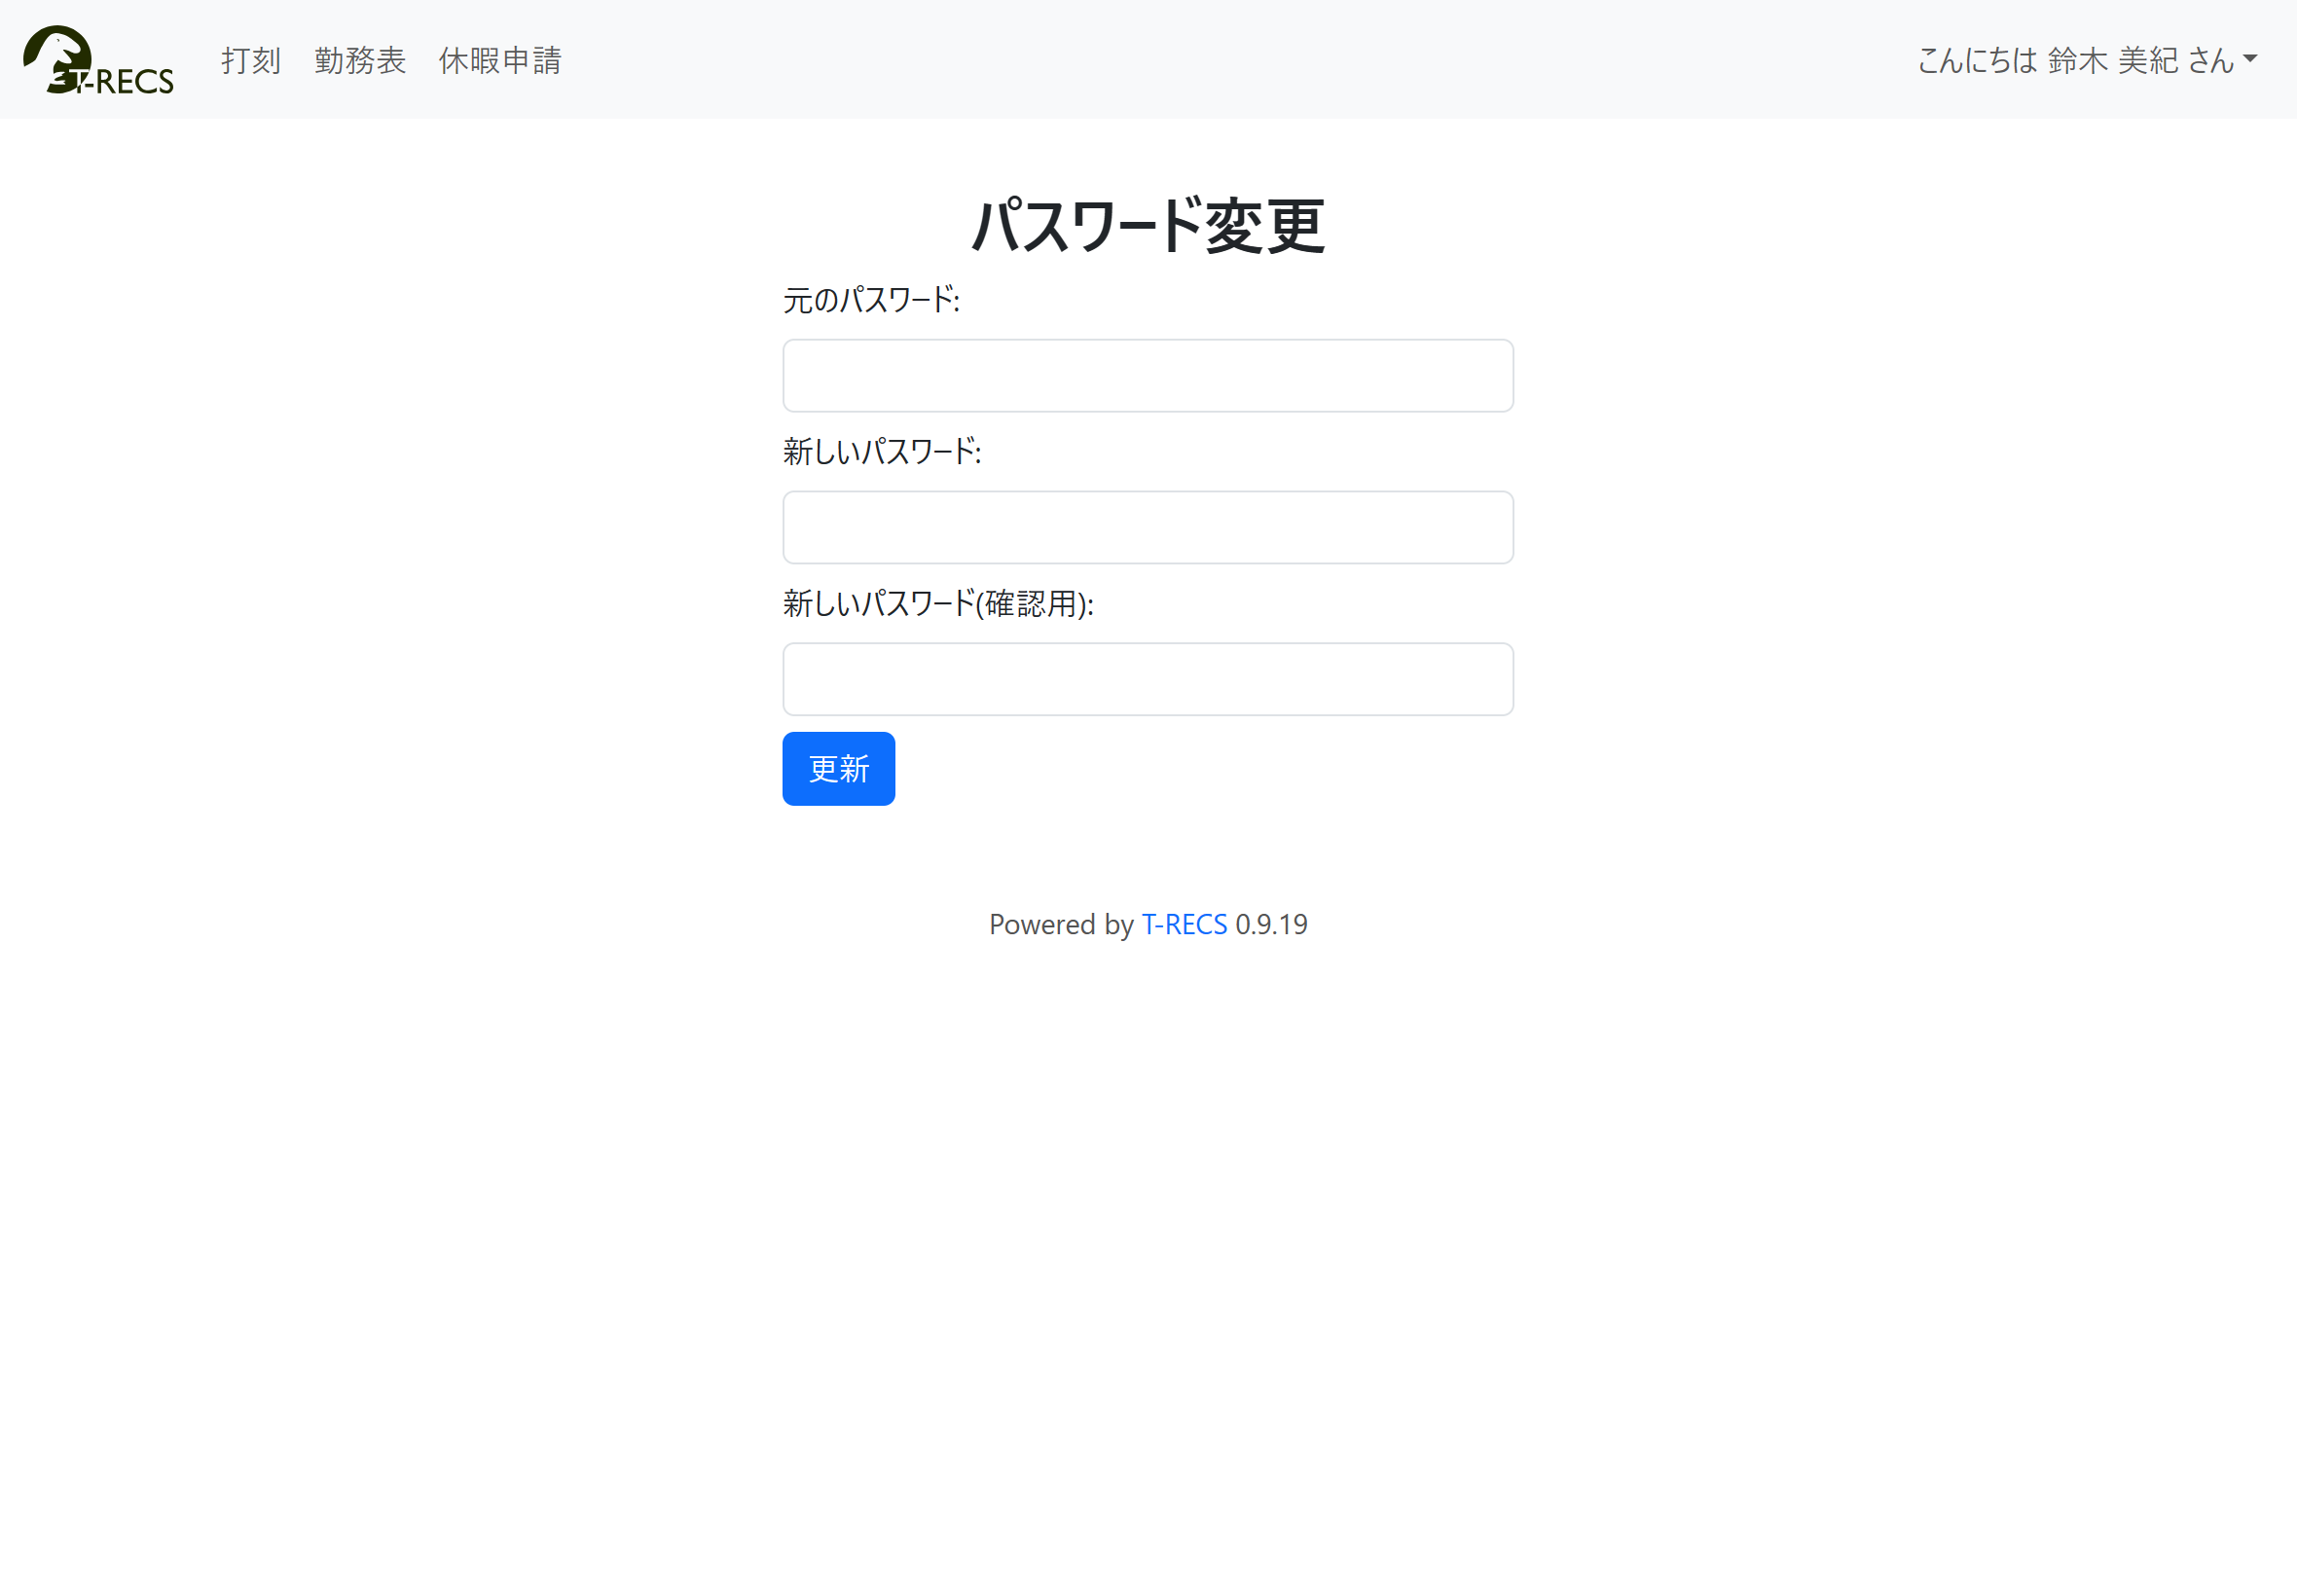 T-RECS
打刻 勤務表 休暇申請
こんにちは 鈴木 美紀 さん
パスワード変更
元のパスワード:
新しいパスワード:
新しいパスワード(確認用):
更新
Powered by T-RECS 0.9.19